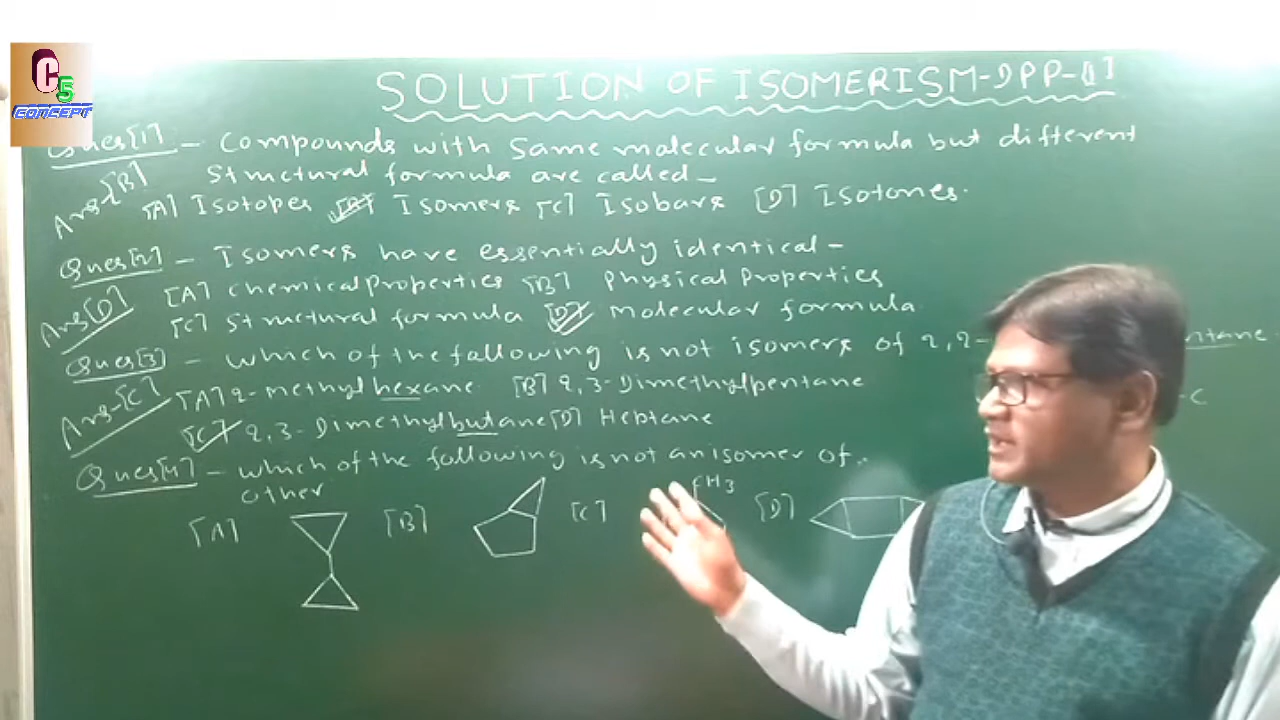 C5
CONCEPT
SOLUTION OF ISOMERISM-DPP-[1]
Ques[1] - Compounds with same molecular formula but different
structural formula are called-
Ans-[B]
[A] Isotopes [B] Isomers [C] Isobars [D] Isotones.
Ques[2] - Isomers have essentially identical -
Ans[D]
[A] chemical properties [B] Physical Properties
[C] structural formula [D] molecular formula
Ques[3] - which of the following is not isomers of 2,2- ntane
Ans-[C]
[A] 2-methylhexane [B] 2,3-Dimethylpentane
-C
[C] 2,3-Dimethylbutane [D] Heptane
Ques[4] - which of the following is not an isomer of
other
[A] [B] [C] CH3 [D]